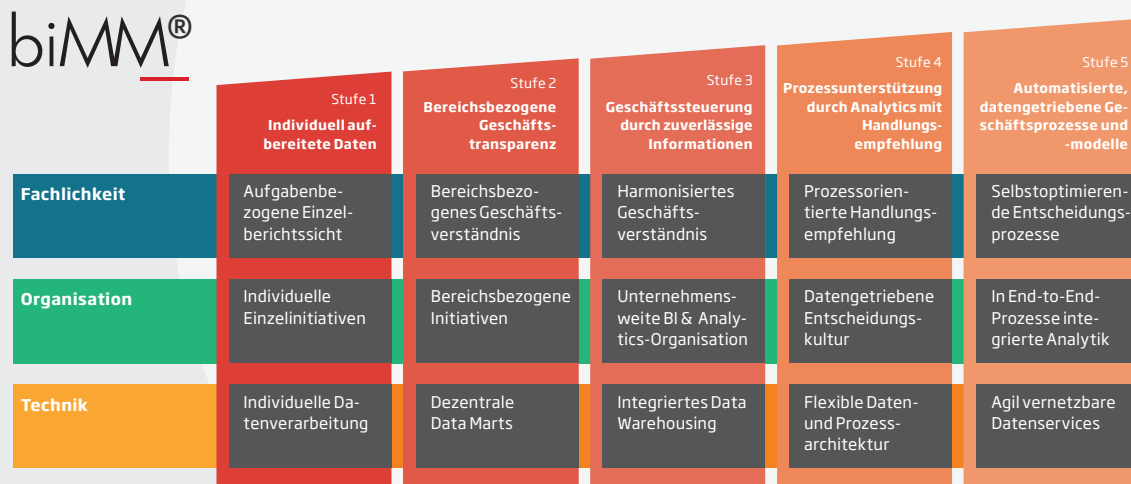 biMM®
Stufe 1
Individuell auf-
bereitete Daten
Stufe 2
Bereichsbezogene
Geschäfts-
transparenz
Stufe 3
Geschäftssteuerung
durch zuverlässige
Informationen
Stufe 4
Prozessunterstützung
durch Analytics mit
Handlungs-
empfehlung
Stufe 5
Automatisierte,
datengetriebene Ge-
schäftsprozesse und
-modelle
Fachlichkeit
Aufgabenbe-
zogene Einzel-
berichtssicht
Bereichsbezo-
genes Geschäfts-
verständnis
Harmonisiertes
Geschäfts-
verständnis
Prozessorien-
tierte Handlungs-
empfehlung
Selbstoptimieren-
de Entscheidungs-
prozesse
Organisation
Individuelle
Einzelinitiativen
Bereichsbezogene
Initiativen
Unternehmens-
weite BI & Analy-
tics-Organisation
Datengetriebene
Entscheidungs-
kultur
In End-to-End-
Prozesse inte-
grierte Analytik
Technik
Individuelle Da-
tenverarbeitung
Dezentrale
Data Marts
Integriertes Data
Warehousing
Flexible Daten-
und Prozess-
architektur
Agil vernetzbare
Datenservices